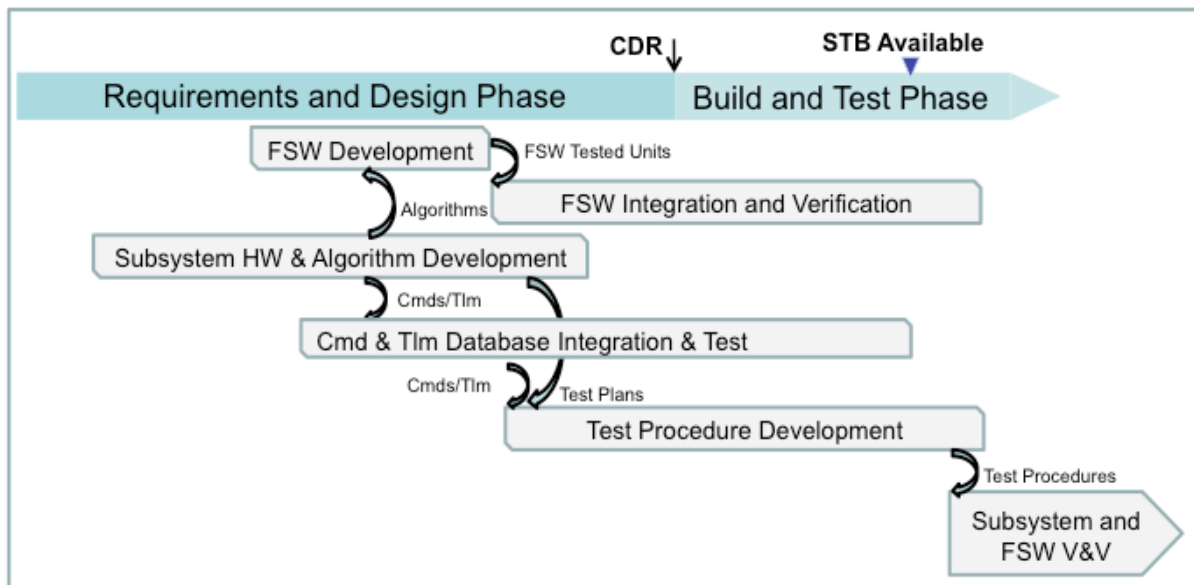 CDR
STB Available
Requirements and Design Phase
Build and Test Phase
FSW Development
FSW Tested Units
FSW Integration and Verification
Algorithms
Subsystem HW & Algorithm Development
Cmds/Tlm
Cmd & Tlm Database Integration & Test
Cmds/Tlm
Test Plans
Test Procedure Development
Test Procedures
Subsystem and
FSW V&V